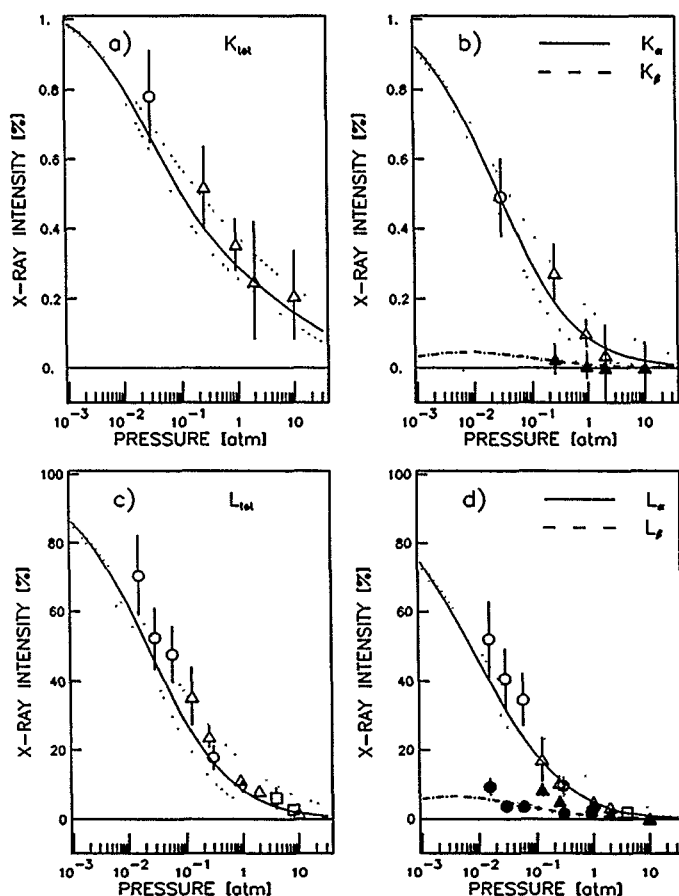 a) K_tot
X-RAY INTENSITY [%]
1.
0.8
0.6
0.4
0.2
0.
10^-3 10^-2 10^-1 1 10
PRESSURE [atm]
b) K_α
K_β
X-RAY INTENSITY [%]
1.
0.8
0.6
0.4
0.2
0.
10^-3 10^-2 10^-1 1 10
PRESSURE [atm]
c) L_tot
X-RAY INTENSITY [%]
100
80
60
40
20
0
10^-3 10^-2 10^-1 1 10
PRESSURE [atm]
d) L_α
L_β
X-RAY INTENSITY [%]
100
80
60
40
20
0
10^-3 10^-2 10^-1 1 10
PRESSURE [atm]